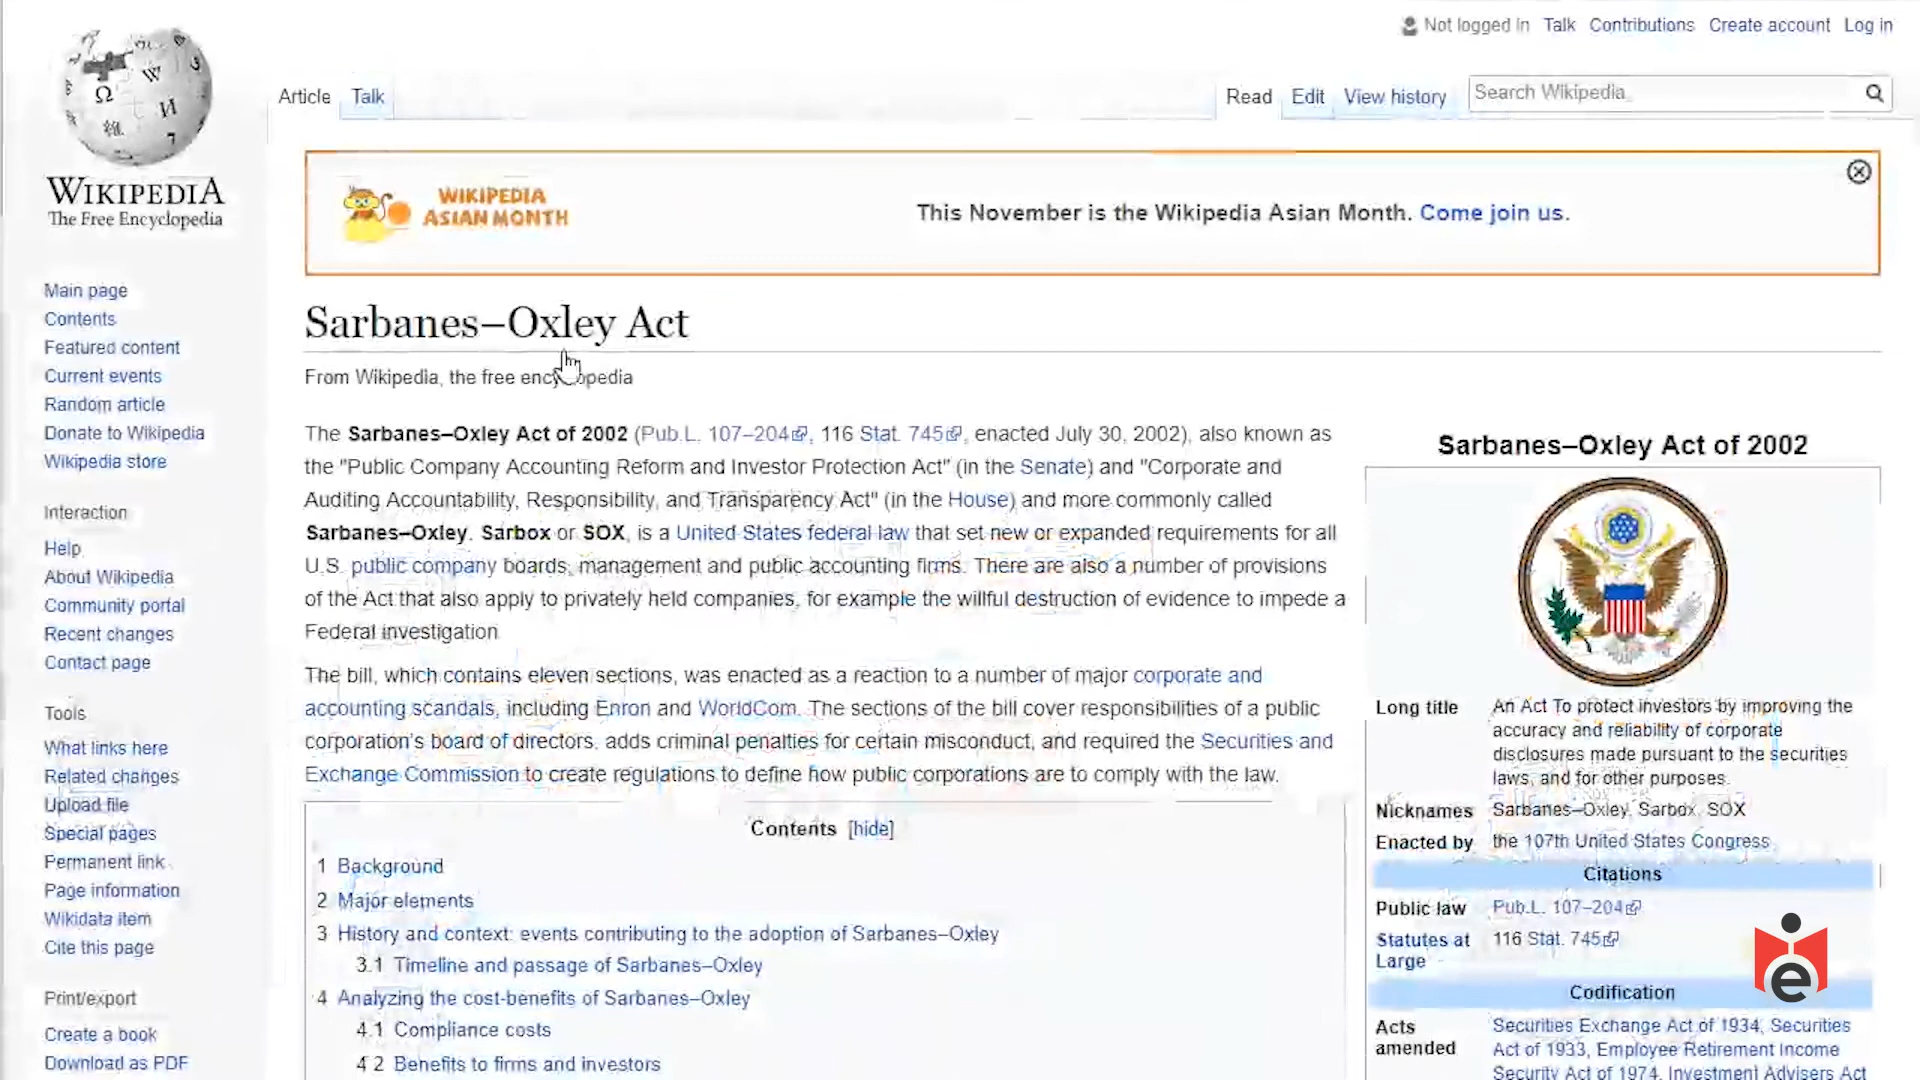 Not logged in Talk Contributions Create account Log in
Article Talk Read Edit View history Search Wikipedia
WIKIPEDIA
The Free Encyclopedia
WIKIPEDIA
ASIAN MONTH
This November is the Wikipedia Asian Month. Come join us.
Main page
Contents
Featured content
Current events
Random article
Donate to Wikipedia
Wikipedia store
Interaction
Help
About Wikipedia
Community portal
Recent changes
Contact page
Tools
What links here
Related changes
Upload file
Special pages
Permanent link
Page information
Wikidata item
Cite this page
Print/export
Create a book
Download as PDF
Sarbanes–Oxley Act
From Wikipedia, the free encyclopedia
The Sarbanes–Oxley Act of 2002 (Pub.L. 107–204, 116 Stat. 745, enacted July 30, 2002), also known as
the "Public Company Accounting Reform and Investor Protection Act" (in the Senate) and "Corporate and
Auditing Accountability, Responsibility, and Transparency Act" (in the House) and more commonly called
Sarbanes–Oxley, Sarbox or SOX, is a United States federal law that set new or expanded requirements for all
U.S. public company boards, management and public accounting firms. There are also a number of provisions
of the Act that also apply to privately held companies, for example the willful destruction of evidence to impede a
Federal investigation.
The bill, which contains eleven sections, was enacted as a reaction to a number of major corporate and
accounting scandals, including Enron and WorldCom. The sections of the bill cover responsibilities of a public
corporation's board of directors, adds criminal penalties for certain misconduct, and required the Securities and
Exchange Commission to create regulations to define how public corporations are to comply with the law.
Contents [hide]
1 Background
2 Major elements
3 History and context: events contributing to the adoption of Sarbanes–Oxley
3.1 Timeline and passage of Sarbanes–Oxley
4 Analyzing the cost-benefits of Sarbanes–Oxley
4.1 Compliance costs
4.2 Benefits to firms and investors
Sarbanes–Oxley Act of 2002
Long title An Act To protect investors by improving the
accuracy and reliability of corporate
disclosures made pursuant to the securities
laws, and for other purposes.
Nicknames Sarbanes–Oxley, Sarbox, SOX
Enacted by the 107th United States Congress
Citations
Public law Pub.L. 107–204
Statutes at Large 116 Stat. 745
Codification
Acts amended Securities Exchange Act of 1934, Securities
Act of 1933, Employee Retirement Income
Security Act of 1974, Investment Advisers Act
e